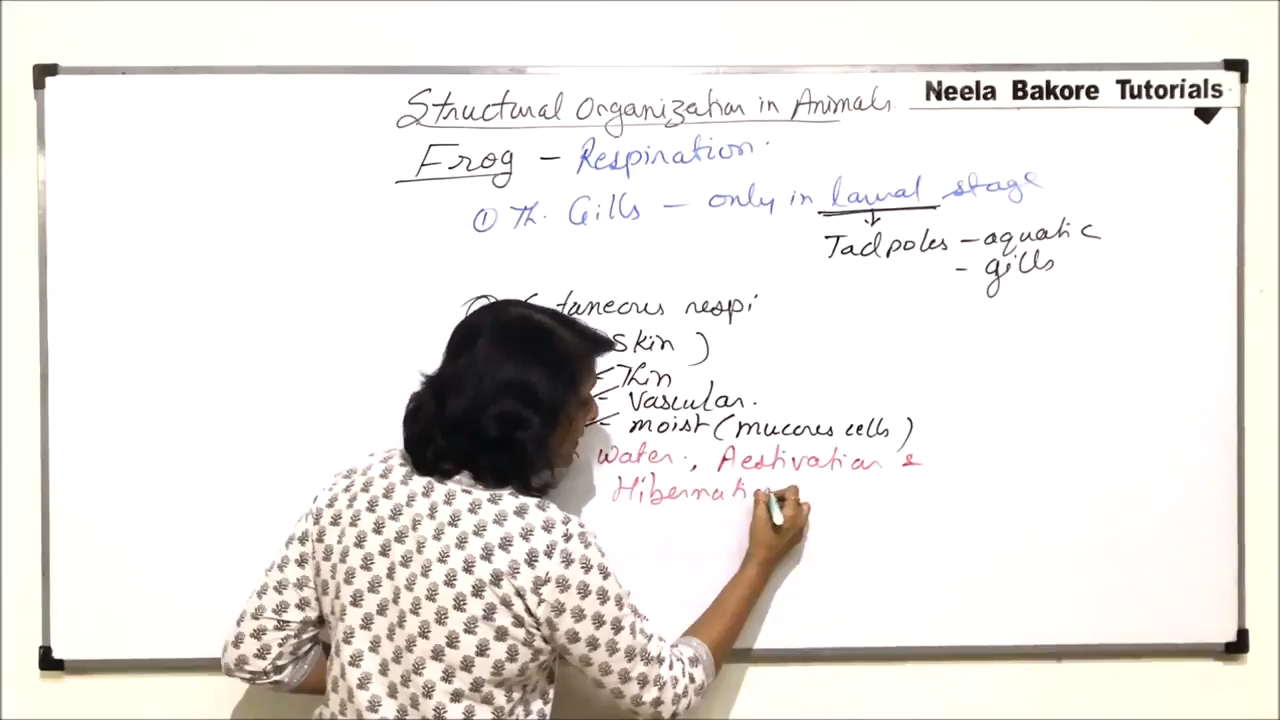 Neela Bakore Tutorials
Structural Organization in Animals
Frog - Respiration.
① Th. Gills - only in larval stage
Tadpoles - aquatic
- gills
taneous respi
skin )
- Thin
- Vascular.
- moist (mucous cells)
water., Aestivation &
Hibernati